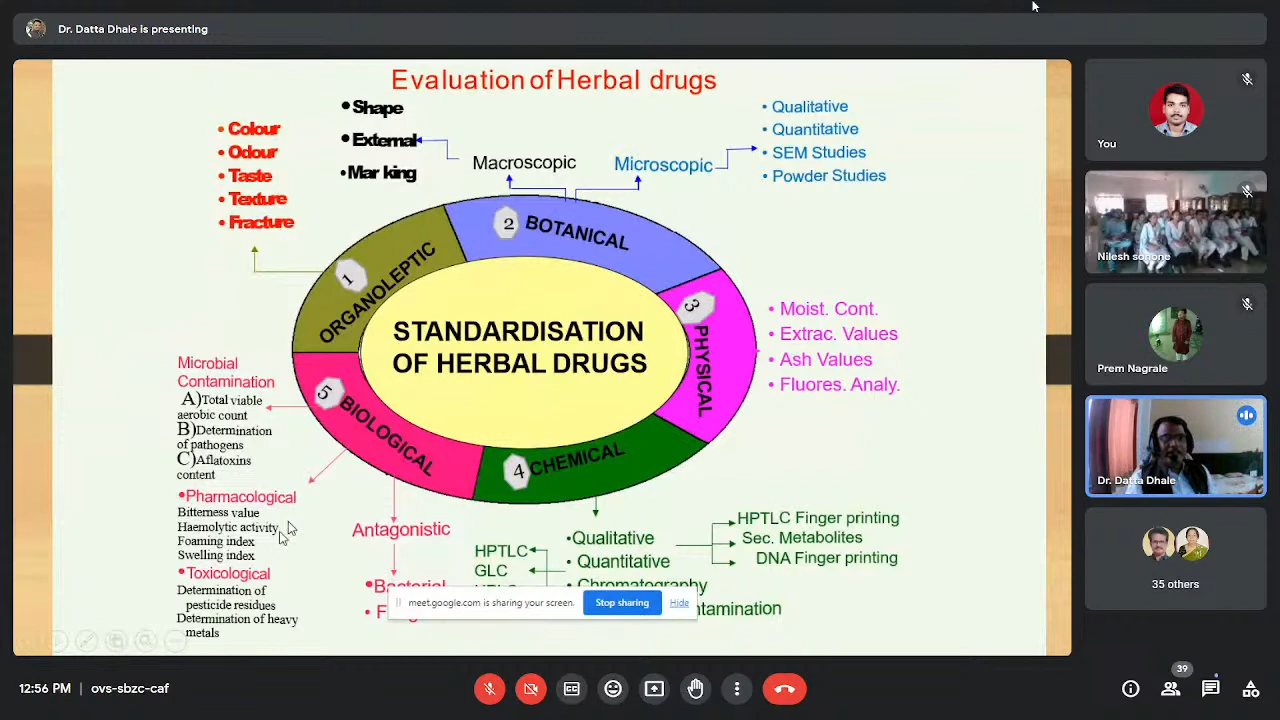 Dr. Datta Dhale is presenting
Evaluation of Herbal drugs
• Colour
• Odour
• Taste
• Texture
• Fracture
• Shape
• External
• Mar king
Macroscopic
Microscopic
• Qualitative
• Quantitative
• SEM Studies
• Powder Studies
1
ORGANOLEPTIC
2
BOTANICAL
3
PHYSICAL
4
CHEMICAL
5
BIOLOGICAL
STANDARDISATION
OF HERBAL DRUGS
• Moist. Cont.
• Extrac. Values
• Ash Values
• Fluores. Analy.
Microbial
Contamination
A)Total viable
aerobic count
B)Determination
of pathogens
C)Aflatoxins
content
•Pharmacological
Bitterness value
Haemolytic activity
Foaming index
Swelling index
•Toxicological
Determination of
pesticide residues
Determination of heavy
metals
Antagonistic
•Bacterial
HPTLC
GLC
•Qualitative
•Quantitative
•Chromatography
HPTLC Finger printing
Sec. Metabolites
DNA Finger printing
meet.google.com is sharing your screen.
Stop sharing
Hide
You
Nilesh sonone
Prem Nagrale
Dr. Datta Dhale
35 others
12:56 PM | ovs-sbzc-caf
39